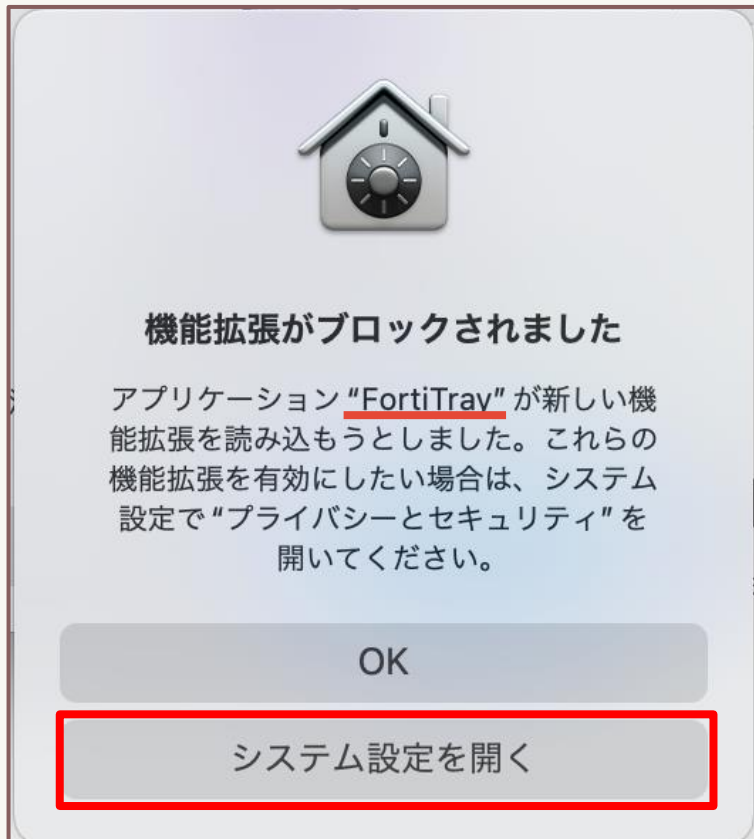 機能拡張がブロックされました
アプリケーション“FortiTray”が新しい機
能拡張を読み込もうとしました。これらの
機能拡張を有効にしたい場合は、システム
設定で“プライバシーとセキュリティ”を
開いてください。
OK
システム設定を開く